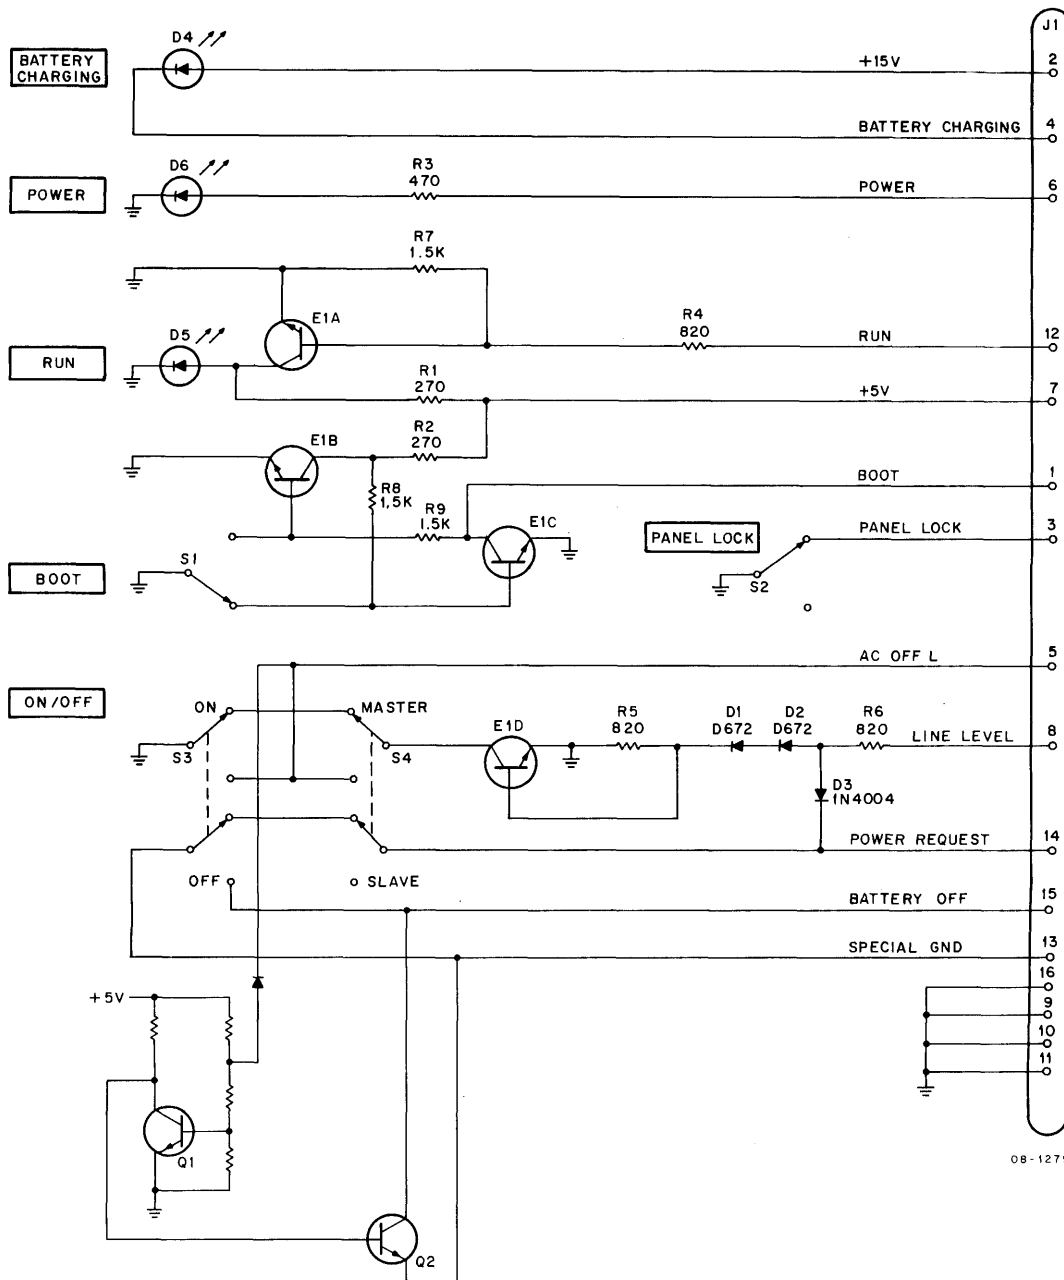 J1
D4
BATTERY
CHARGING
+15V
2
BATTERY CHARGING
4
D6
POWER
R3
470
POWER
6
R7
1.5K
E1A
D5
RUN
R4
820
RUN
12
R1
270
+5V
7
R2
270
E1B
R8
1,5K
R9
1.5K
BOOT
1
E1C
PANEL LOCK
PANEL LOCK
3
S1
BOOT
S2
AC OFF L
5
ON/OFF
ON
MASTER
S3
S4
E1D
R5
820
D1
D672
D2
D672
R6
820
LINE LEVEL
8
D3
1N4004
POWER REQUEST
14
OFF
SLAVE
BATTERY OFF
15
SPECIAL GND
13
16
9
10
11
+5V
Q1
Q2